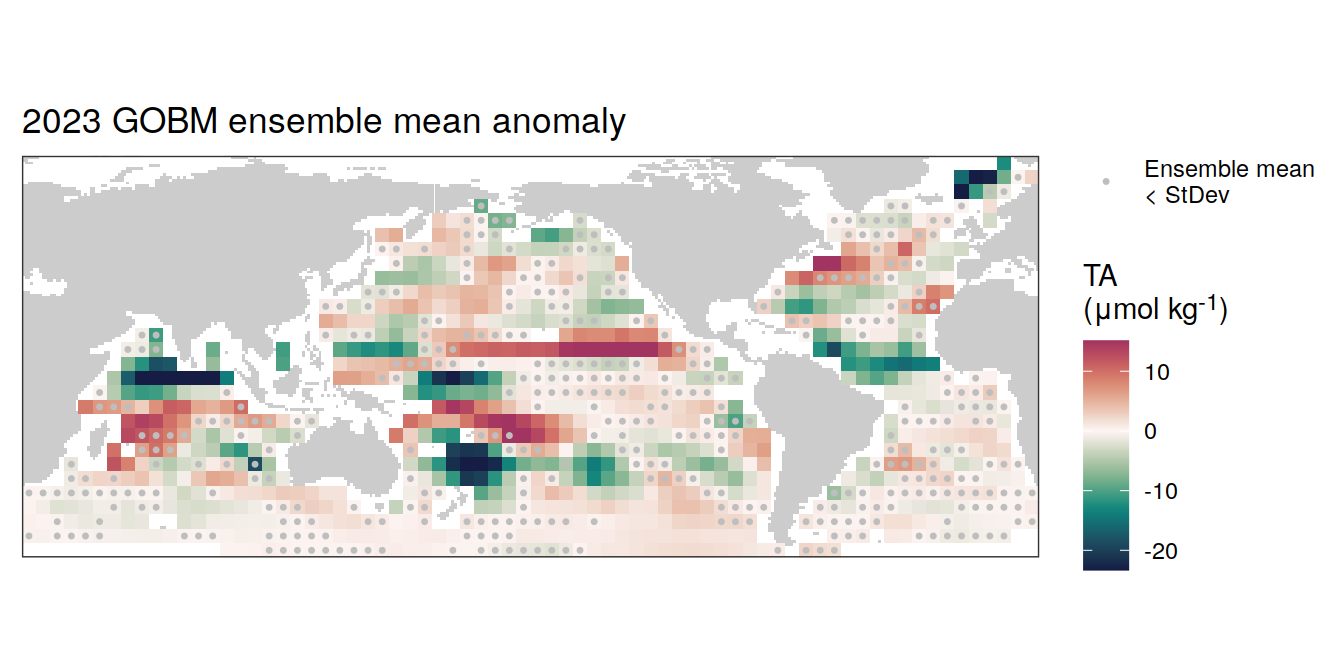 2023 GOBM ensemble mean anomaly
Ensemble mean
< StDev
TA
(µmol kg⁻¹)
10
0
-10
-20